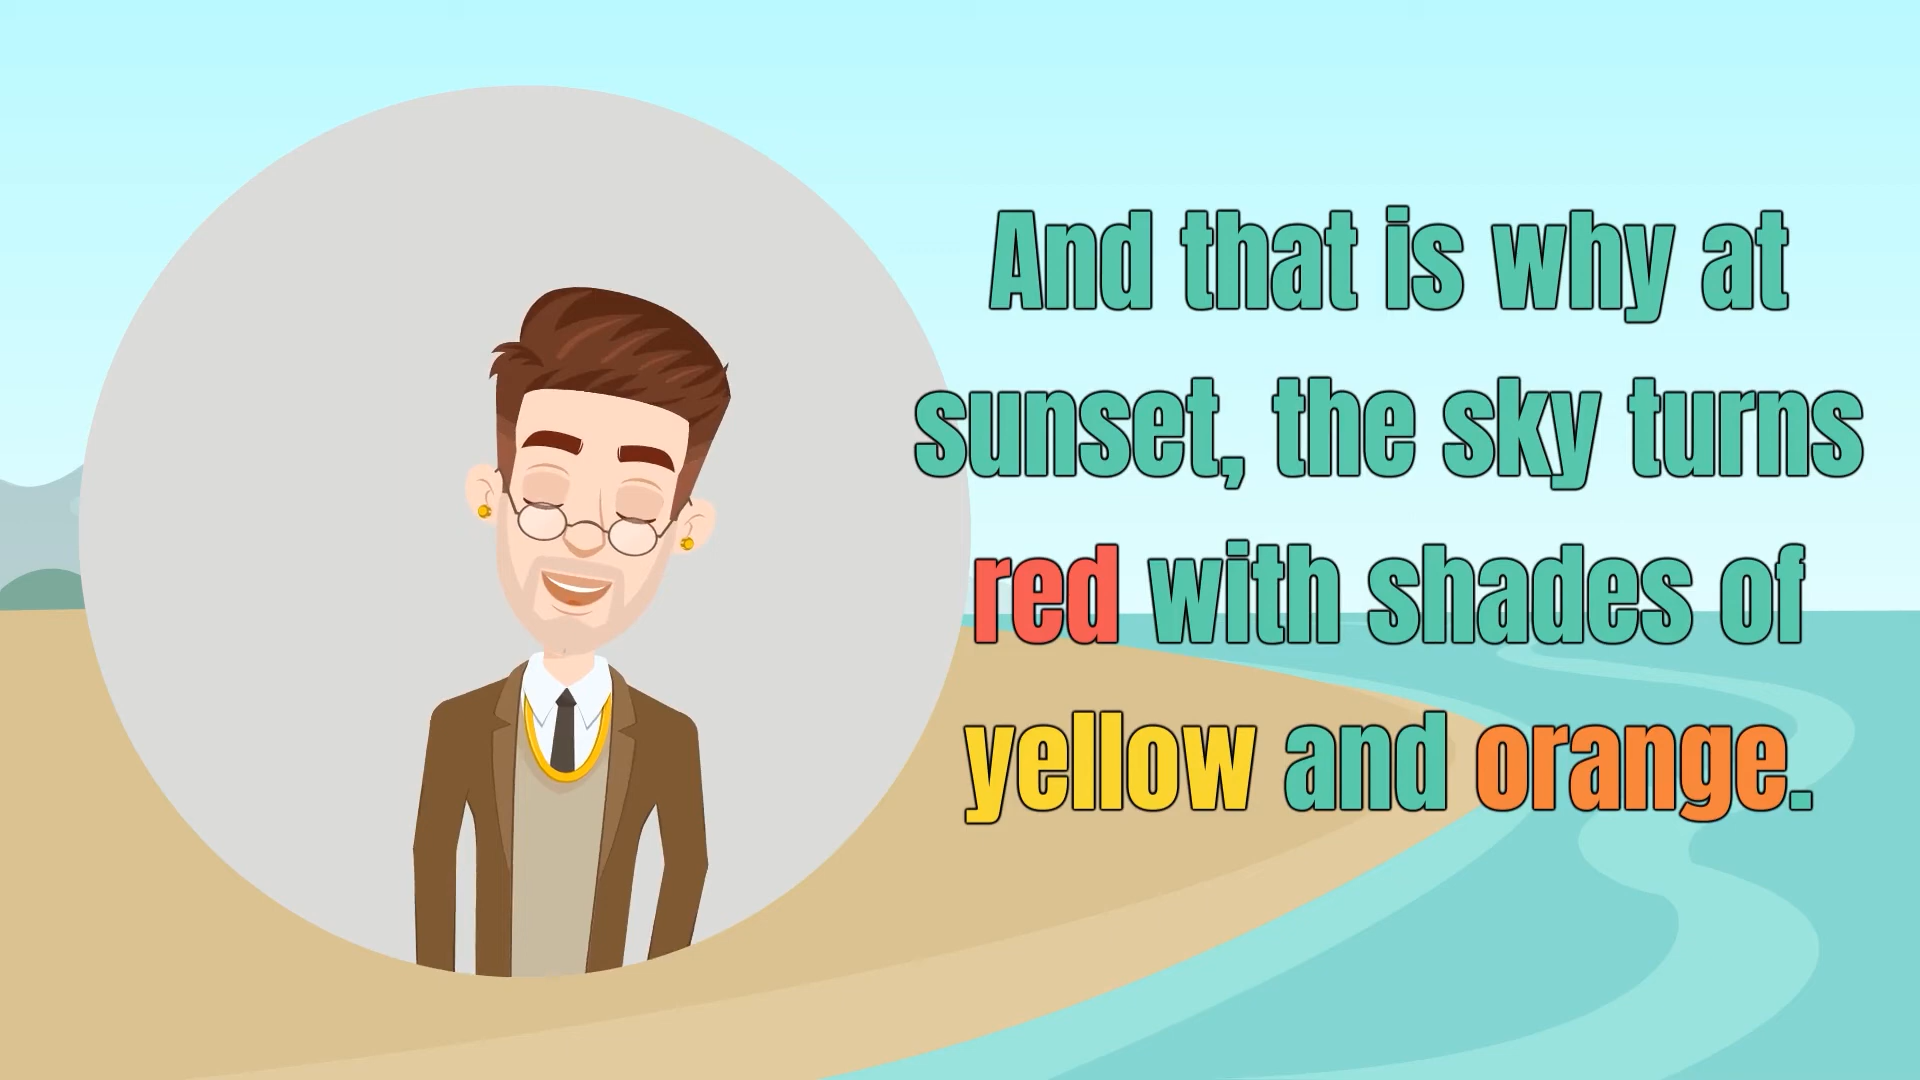 And that is why at
sunset, the sky turns
red with shades of
yellow and orange.